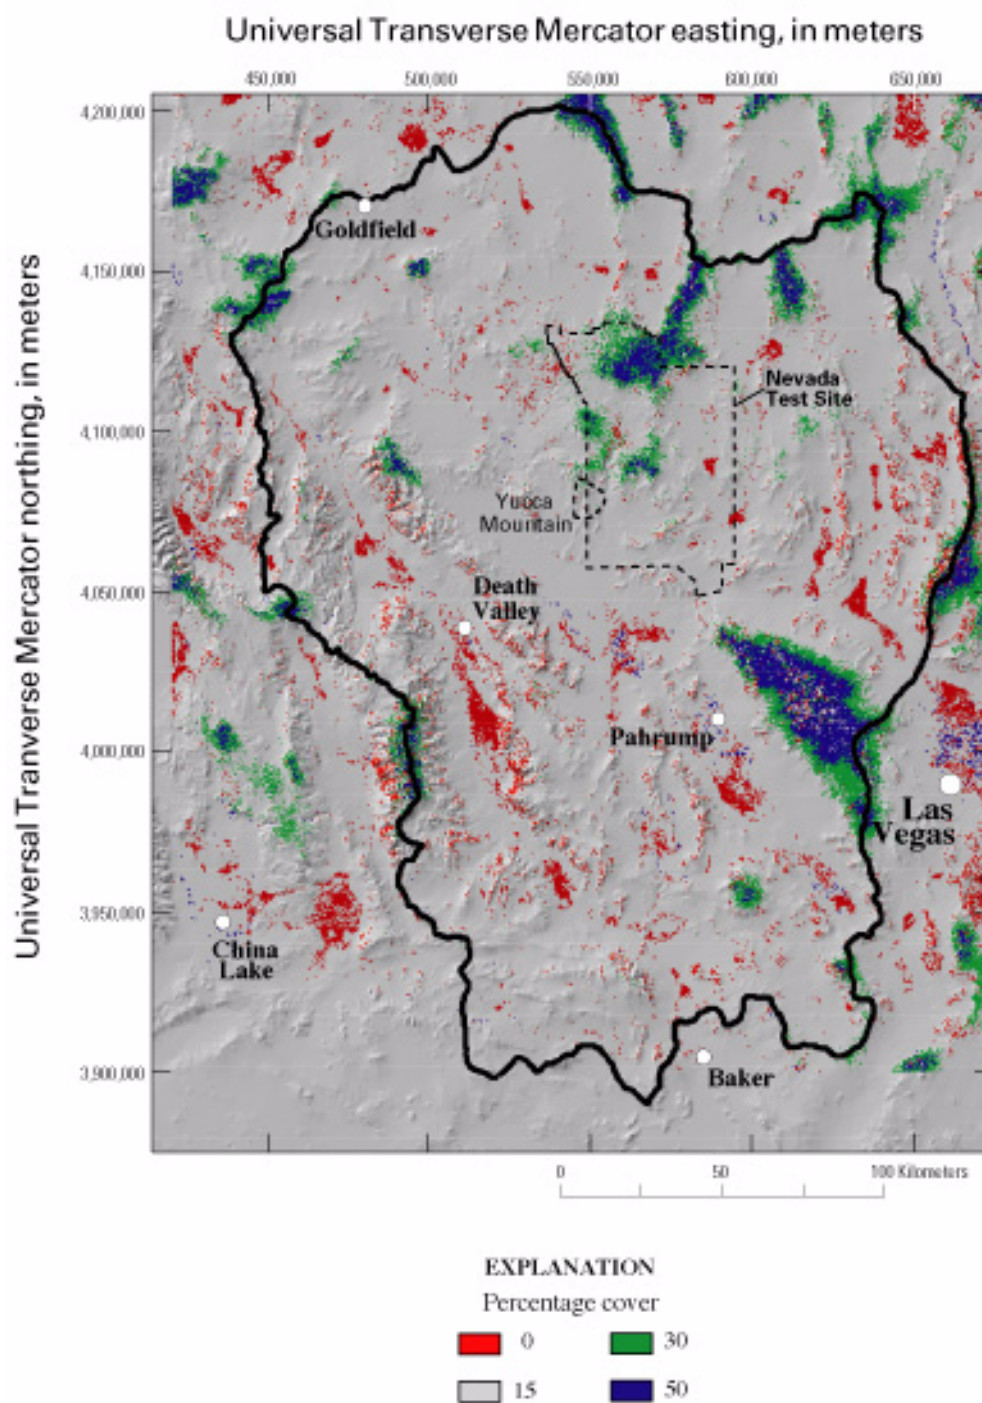 Universal Transverse Mercator easting, in meters
450,000 500,000 550,000 600,000 650,000
Universal Tranverse Mercator northing, in meters
4,200,000
Goldfield
4,150,000
Nevada
Test Site
4,100,000
Yucca
Mountain
4,050,000
Death
Valley
Pahrump
4,000,000
Las
Vegas
3,950,000
China
Lake
3,900,000
Baker
0 50 100 Kilometers
EXPLANATION
Percentage cover
0 30
15 50